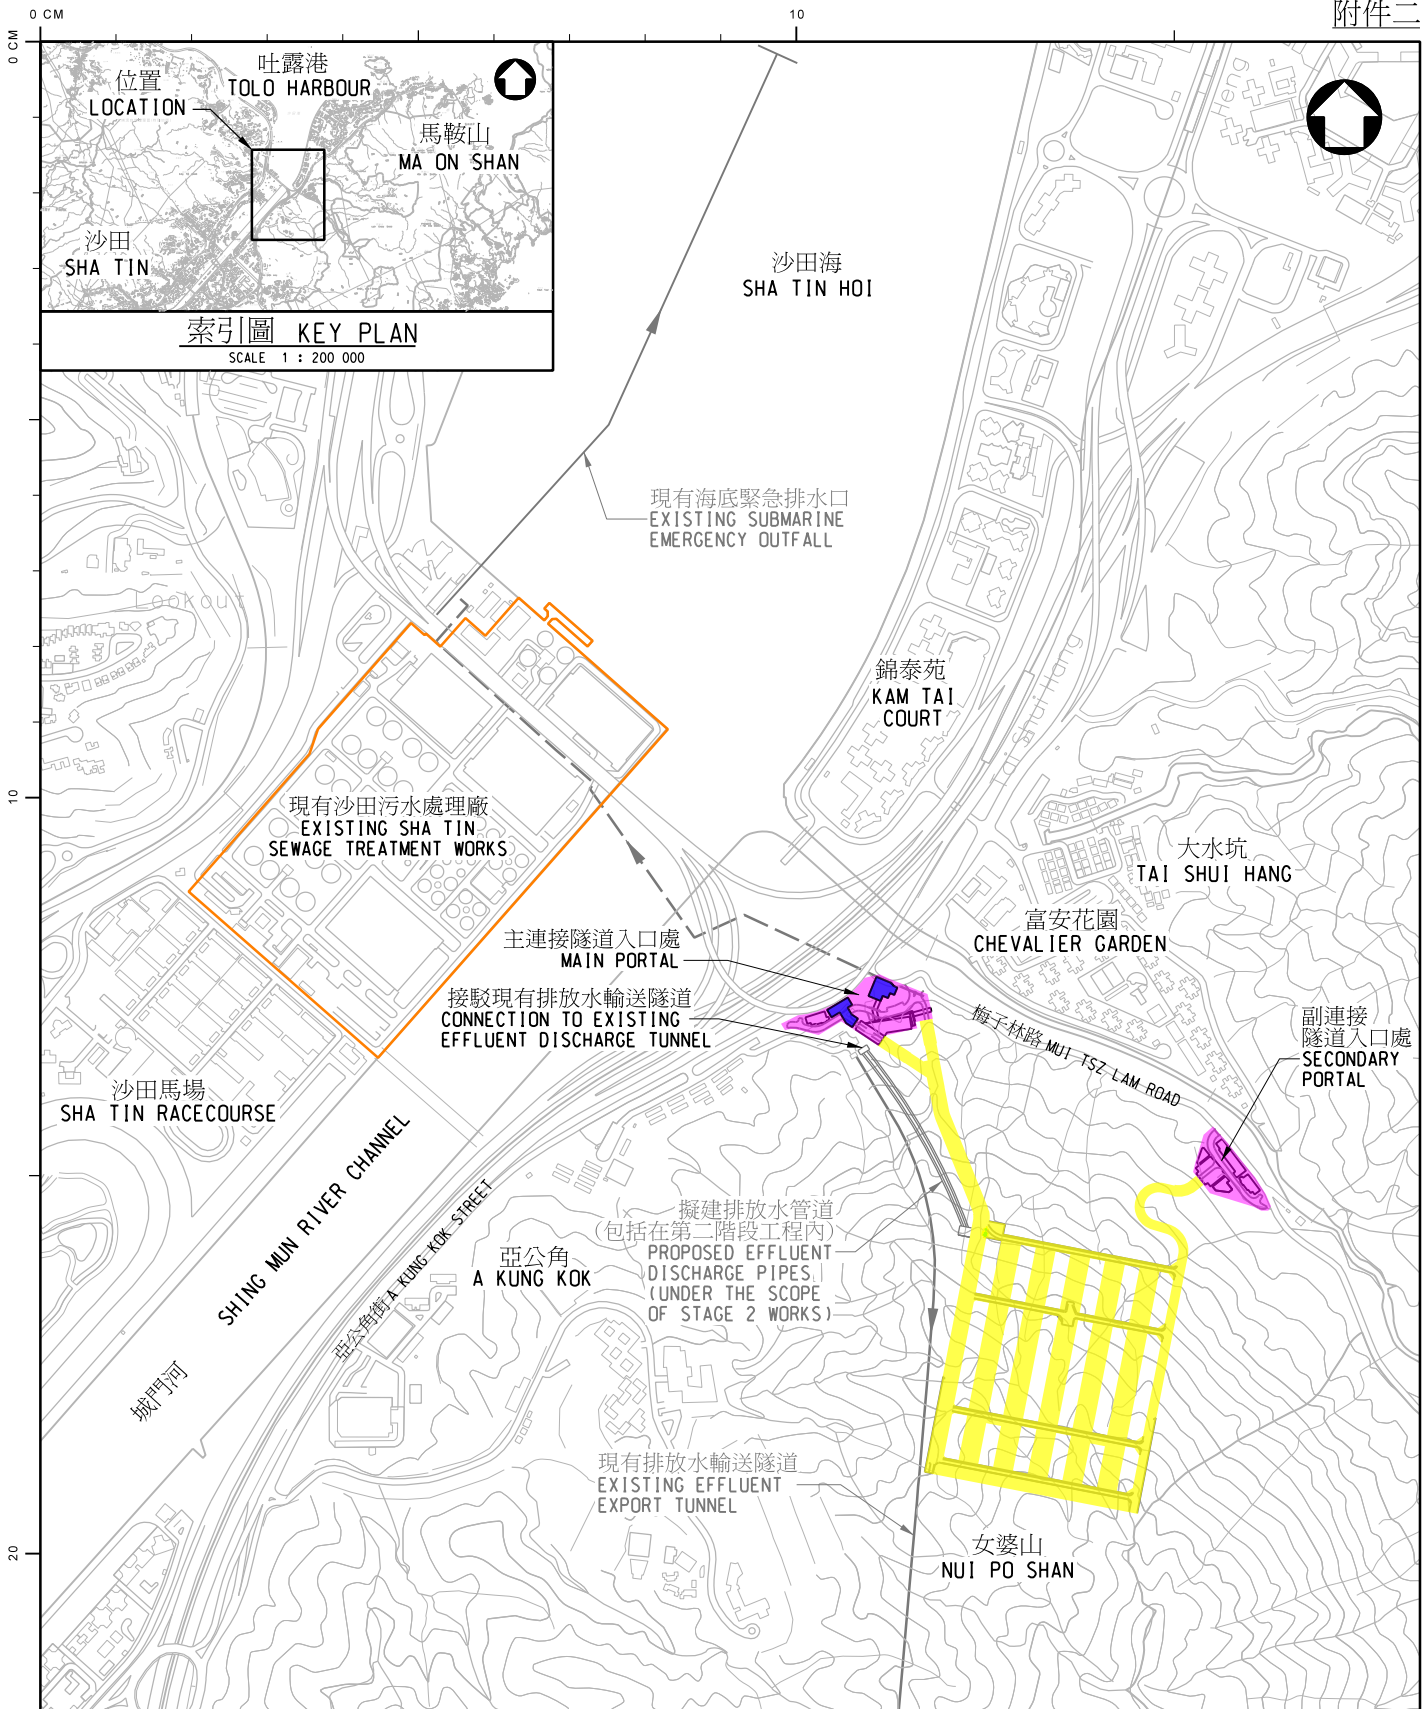 附件二
0 CM
10
0 CM
10
20
位置
LOCATION
吐露港
TOLO HARBOUR
馬鞍山
MA ON SHAN
沙田
SHA TIN
索引圖 KEY PLAN
SCALE 1 : 200 000
沙田海
SHA TIN HOI
現有海底緊急排水口
EXISTING SUBMARINE
EMERGENCY OUTFALL
Lookout
錦泰苑
KAM TAI
COURT
現有沙田污水處理廠
EXISTING SHA TIN
SEWAGE TREATMENT WORKS
大水坑
TAI SHUI HANG
富安花園
CHEVALIER GARDEN
主連接隧道入口處
MAIN PORTAL
接駁現有排放水輸送隧道
CONNECTION TO EXISTING
EFFLUENT DISCHARGE TUNNEL
梅子林路 MUI TSZ LAM ROAD
副連接
隧道入口處
SECONDARY
PORTAL
沙田馬場
SHA TIN RACECOURSE
SHING MUN RIVER CHANNEL
城門河
亞公角街 A KUNG KOK STREET
亞公角
A KUNG KOK
擬建排放水管道
(包括在第二階段工程內)
PROPOSED EFFLUENT
DISCHARGE PIPES
(UNDER THE SCOPE
OF STAGE 2 WORKS)
現有排放水輸送隧道
EXISTING EFFLUENT
EXPORT TUNNEL
女婆山
NUI PO SHAN